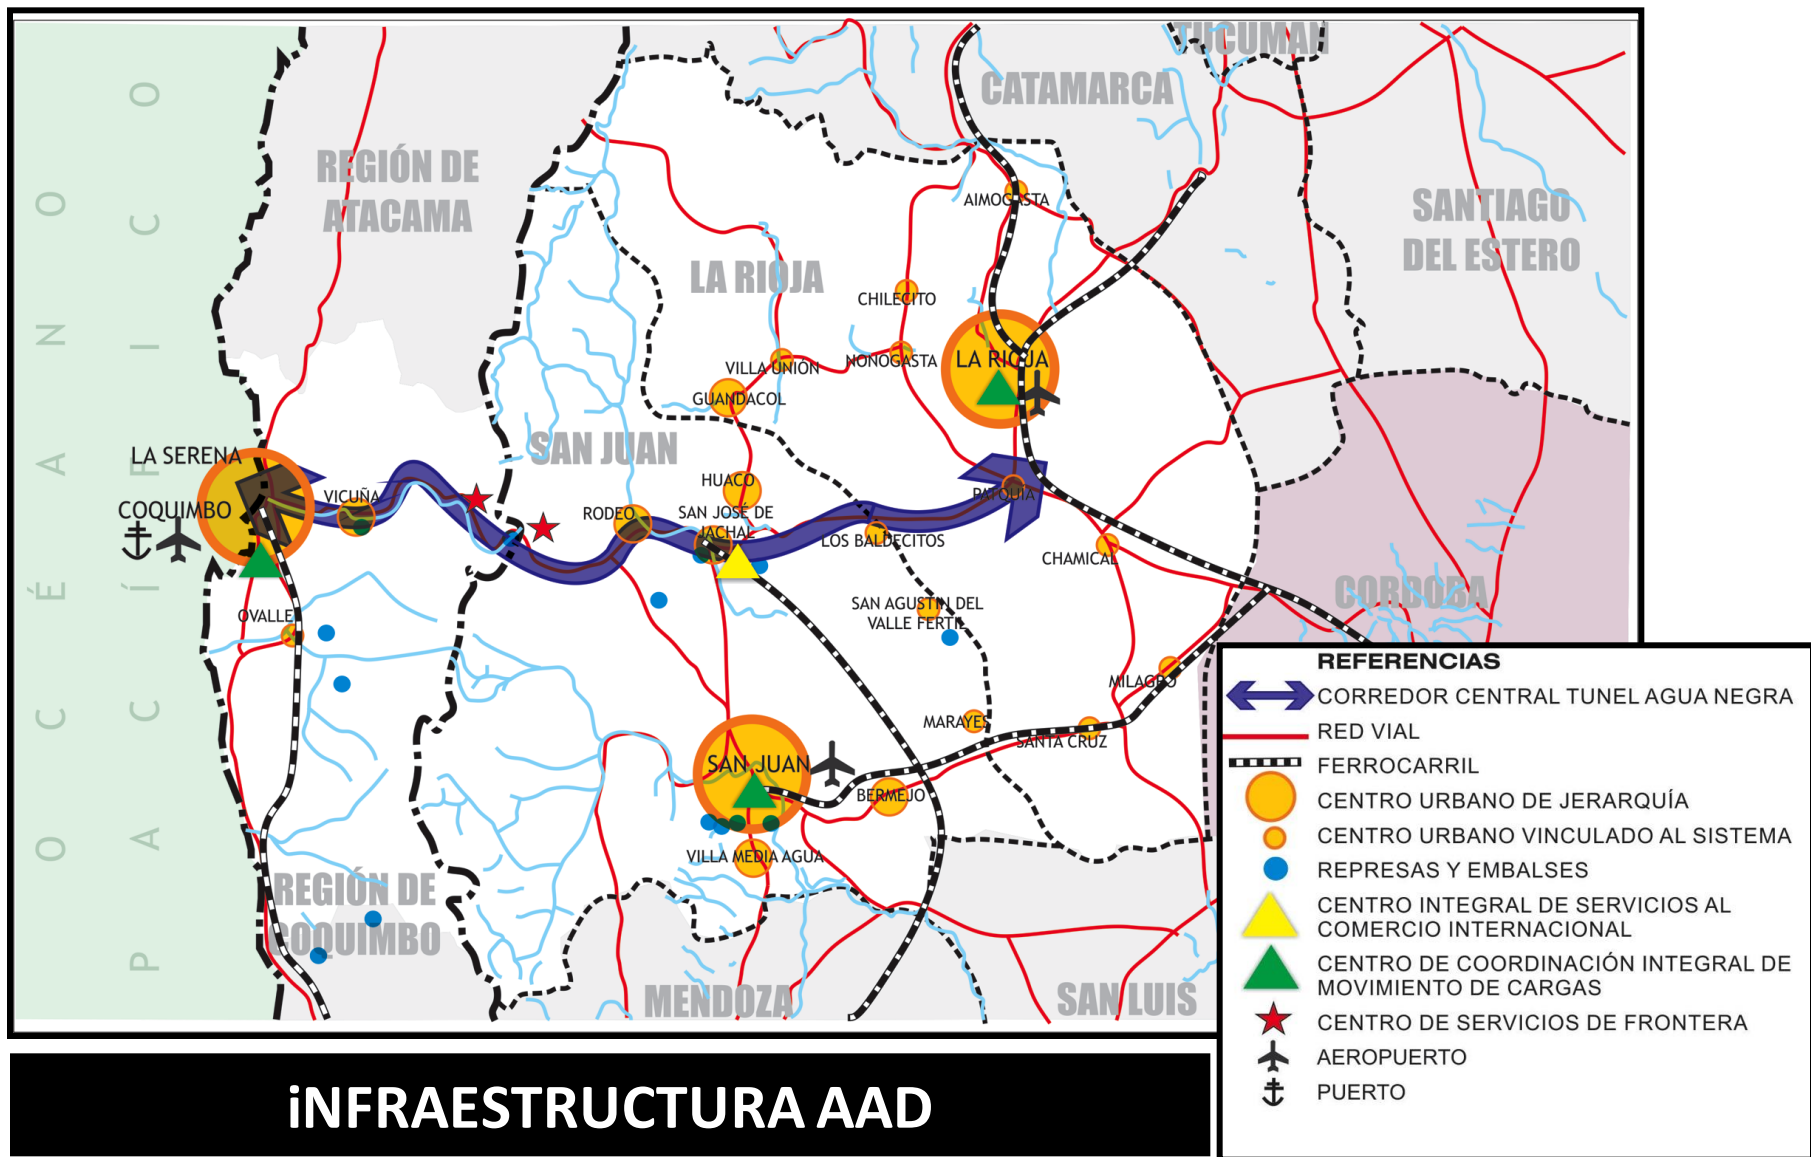 OCÉANO
PACÍFICO
TUCUMAN
CATAMARCA
REGIÓN DE
ATACAMA
SANTIAGO
DEL ESTERO
AIMOGASTA
LA RIOJA
CHILECITO
VILLA UNIÓN
NONOGASTA
LA RIOJA
GUANDACOL
SAN JUAN
LA SERENA
COQUIMBO
VICUÑA
RODEO
HUACO
SAN JOSÉ DE
JACHAL
LOS BALDECITOS
PATQUÍA
CHAMICAL
SAN AGUSTIN DEL
VALLE FERTIL
CORDOBA
OVALLE
MILAGRO
MARAYES
SANTA CRUZ
SAN JUAN
BERMEJO
VILLA MEDIA AGUA
REGIÓN DE
COQUIMBO
MENDOZA
SAN LUIS
REFERENCIAS
CORREDOR CENTRAL TUNEL AGUA NEGRA
RED VIAL
FERROCARRIL
CENTRO URBANO DE JERARQUÍA
CENTRO URBANO VINCULADO AL SISTEMA
REPRESAS Y EMBALSES
CENTRO INTEGRAL DE SERVICIOS AL
COMERCIO INTERNACIONAL
CENTRO DE COORDINACIÓN INTEGRAL DE
MOVIMIENTO DE CARGAS
CENTRO DE SERVICIOS DE FRONTERA
AEROPUERTO
PUERTO
iNFRAESTRUCTURA AAD